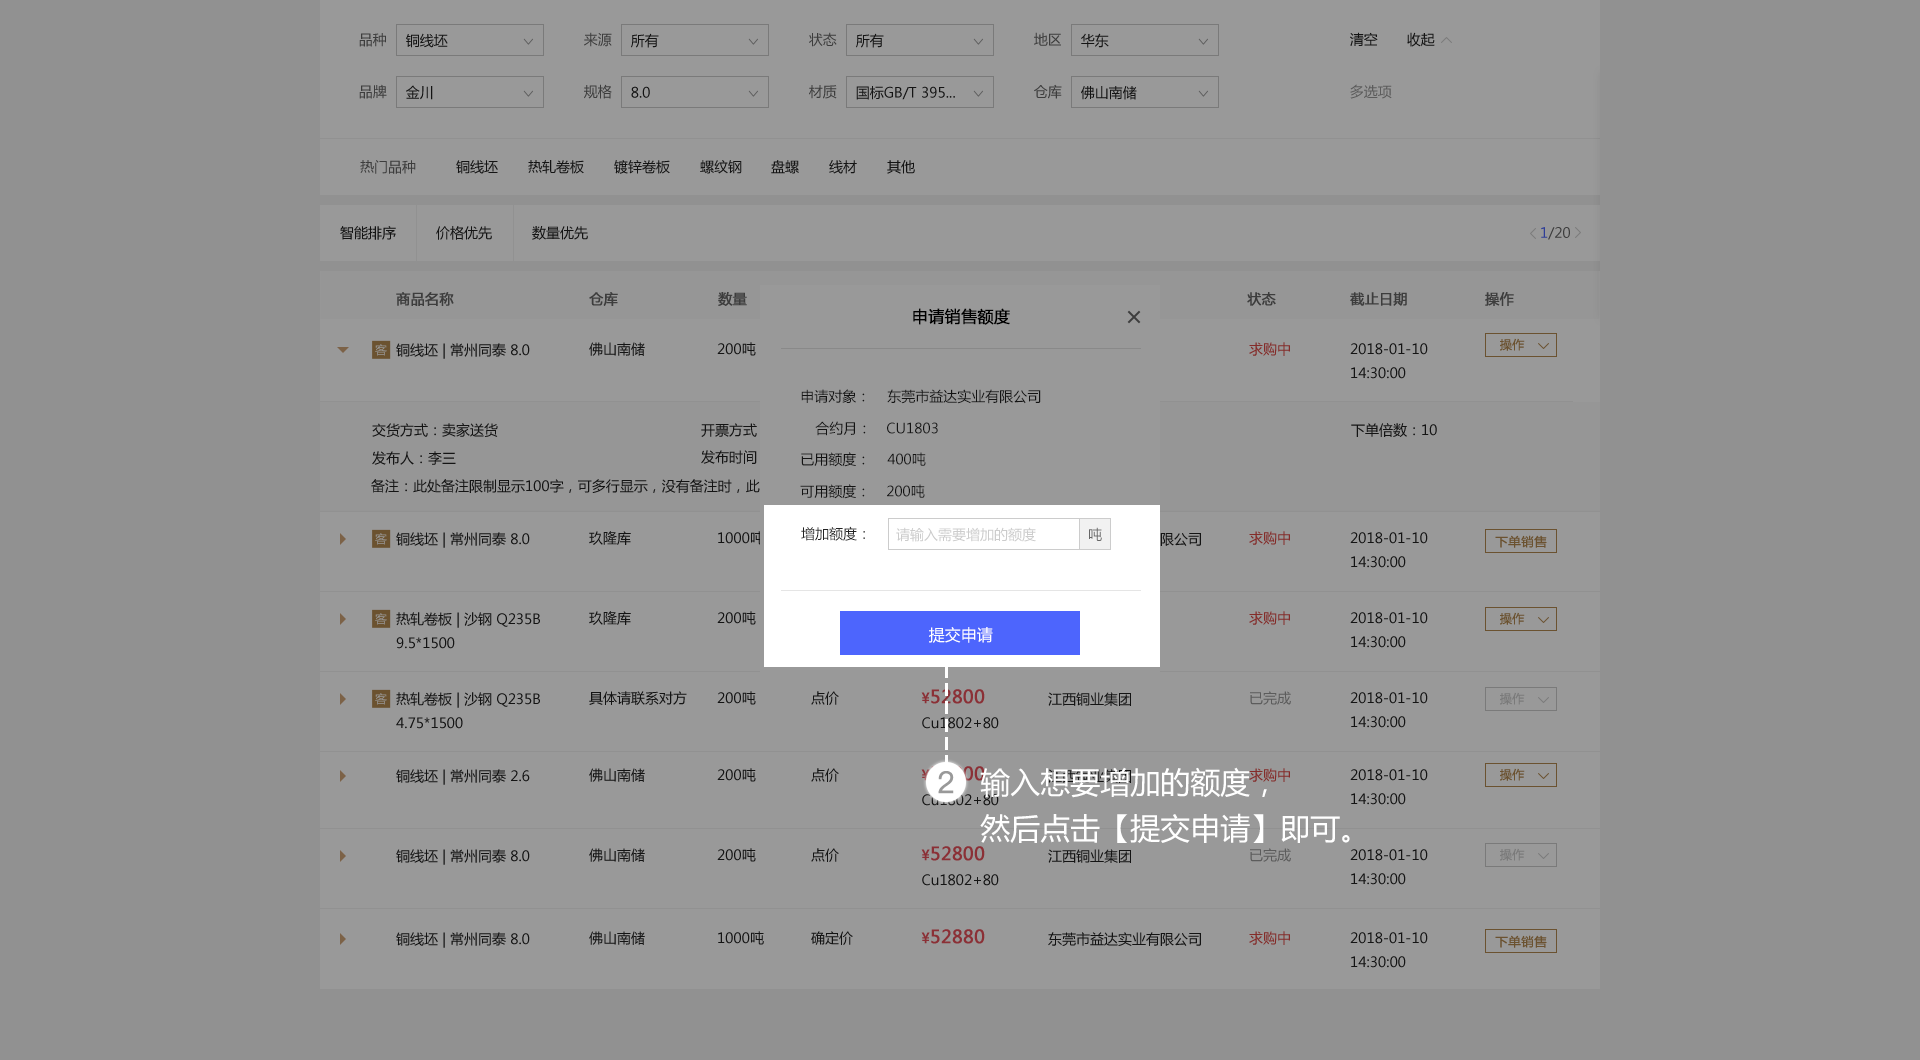 品种 铜线坯 来源 所有 状态 所有 地区 华东 清空 收起
品牌 金川 规格 8.0 材质 国标GB/T 395... 仓库 佛山南储 多选项
热门品种 铜线坯 热轧卷板 镀锌卷板 螺纹钢 盘螺 线材 其他
智能排序 价格优先 数量优先 1/20
商品名称 仓库 数量 状态 截止日期 操作
申请销售额度
客 铜线坯 | 常州同泰 8.0 佛山南储 200吨 求购中 2018-01-10 操作
14:30:00
申请对象： 东莞市益达实业有限公司
合约月： CU1803
已用额度： 400吨
可用额度： 200吨
交货方式：卖家送货 开票方式 下单倍数：10
发布人：李三 发布时间
备注：此处备注限制显示100字，可多行显示，没有备注时，此
增加额度： 请输入需要增加的额度 吨
提交申请
客 铜线坯 | 常州同泰 8.0 玖隆库 1000吨 限公司 求购中 2018-01-10 下单销售
14:30:00
客 热轧卷板 | 沙钢 Q235B 玖隆库 200吨 求购中 2018-01-10 操作
9.5*1500 14:30:00
客 热轧卷板 | 沙钢 Q235B 具体请联系对方 200吨 点价 ¥52800 江西铜业集团 已完成 2018-01-10 操作
4.75*1500 Cu1802+80 14:30:00
铜线坯 | 常州同泰 2.6 佛山南储 200吨 点价 求购中 2018-01-10 操作
Cu1802+80 14:30:00
2 输入想要增加的额度，
然后点击【提交申请】即可。
铜线坯 | 常州同泰 8.0 佛山南储 200吨 点价 ¥52800 江西铜业集团 已完成 2018-01-10 操作
Cu1802+80 14:30:00
铜线坯 | 常州同泰 8.0 佛山南储 1000吨 确定价 ¥52880 东莞市益达实业有限公司 求购中 2018-01-10 下单销售
14:30:00